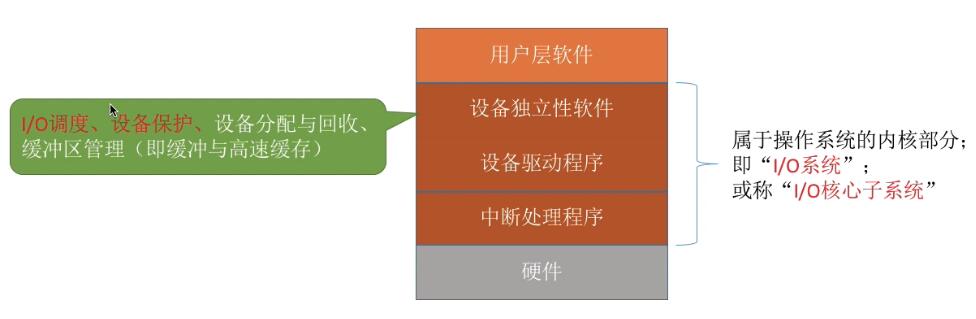 用户层软件
I/O调度、设备保护、设备分配与回收、
缓冲区管理（即缓冲与高速缓存）
设备独立性软件
设备驱动程序
中断处理程序
硬件
属于操作系统的内核部分；
即“I/O系统”；
或称“I/O核心子系统”